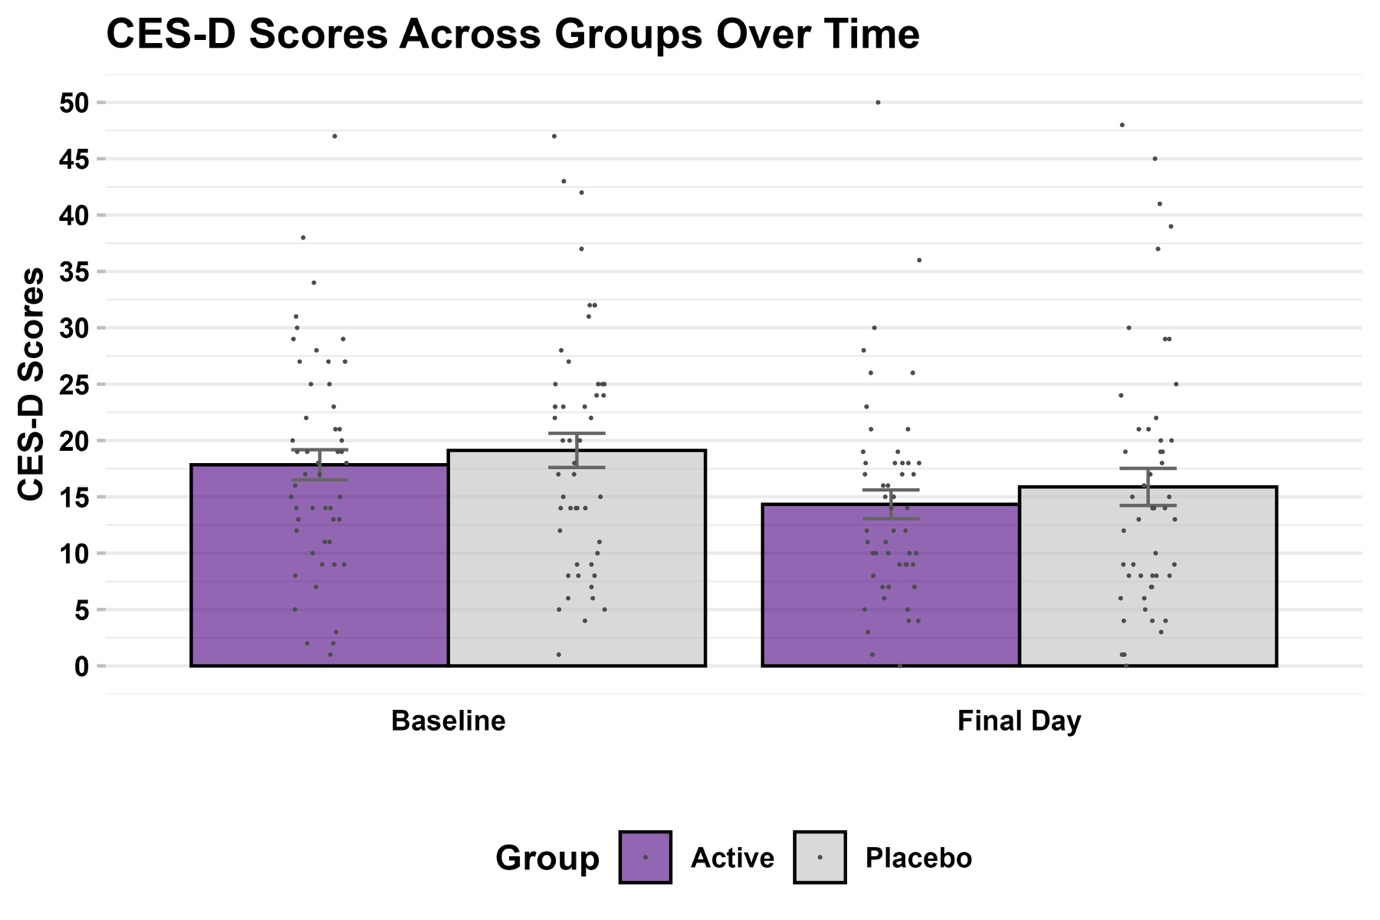 CES-D Scores Across Groups Over Time
CES-D Scores
50
45
40
35
30
25
20
15
10
5
0
Baseline
Final Day
Group
Active
Placebo